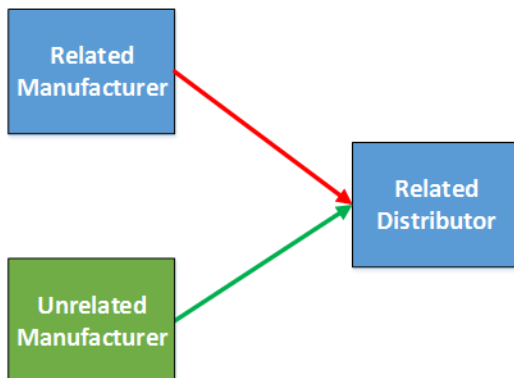 Related
Manufacturer
Related
Distributor
Unrelated
Manufacturer